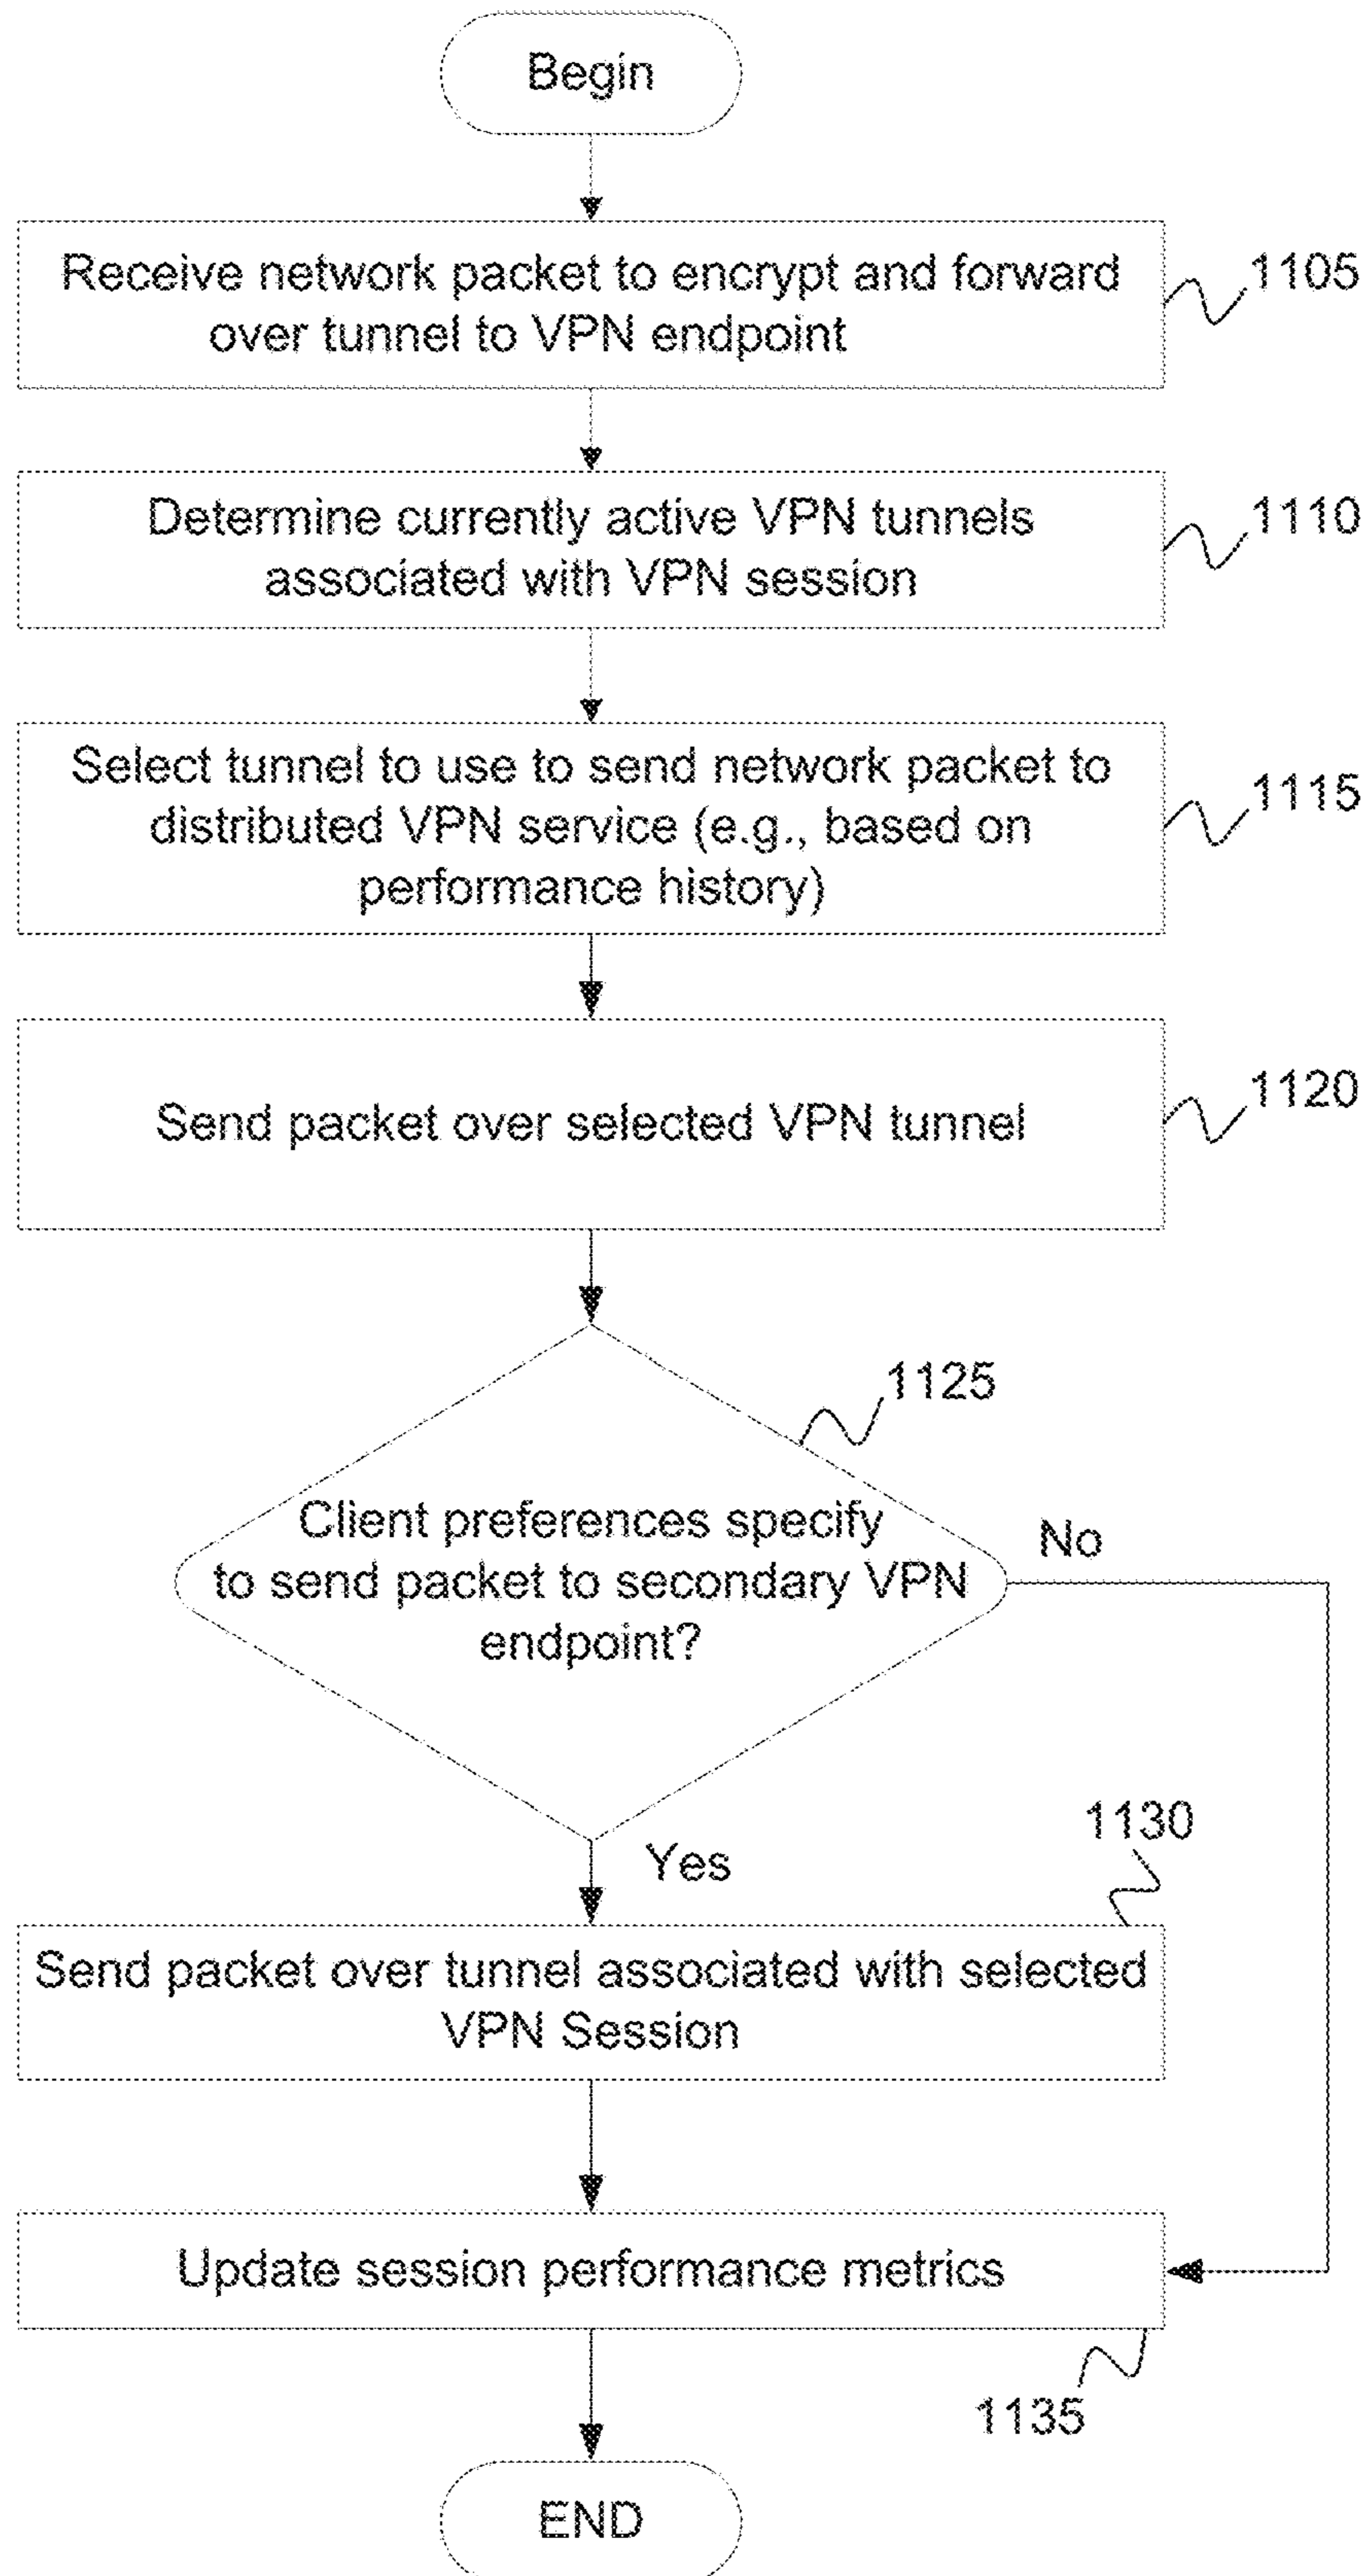 Begin
Receive network packet to encrypt and forward
over tunnel to VPN endpoint
1105
Determine currently active VPN tunnels
associated with VPN session
1110
Select tunnel to use to send network packet to
distributed VPN service (e.g., based on
performance history)
1115
Send packet over selected VPN tunnel
1120
1125
Client preferences specify
to send packet to secondary VPN
endpoint?
No
Yes
1130
Send packet over tunnel associated with selected
VPN Session
Update session performance metrics
1135
END